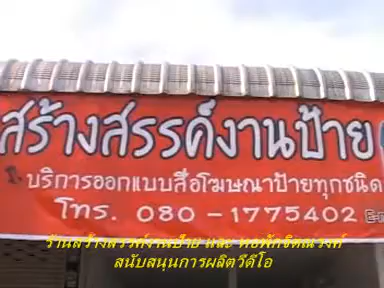 สร้างสรรค์งานป้าย
บริการออกแบบสื่อโฆษณาป้ายทุกชนิด
โทร. 080 - 1775402
ร้านสร้างสรรค์งานป้าย และ หอพักจิตณรงค์
สนับสนุนการผลิตวีดีโอ